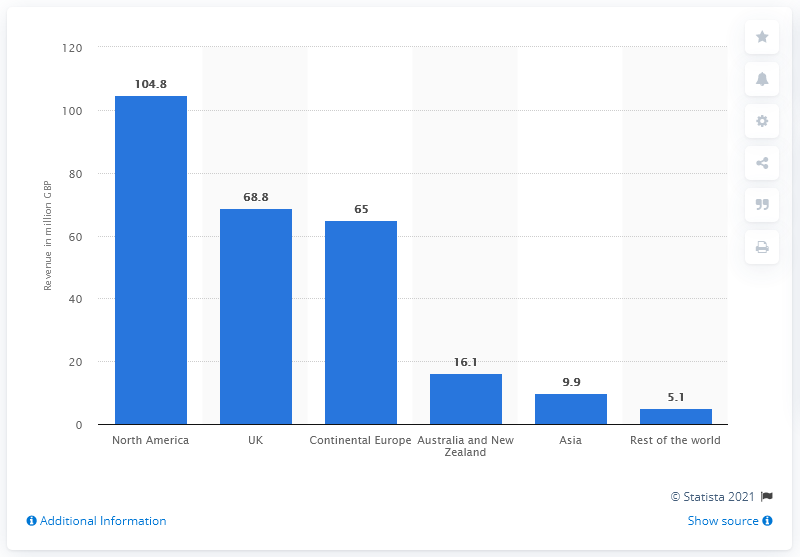 120
100
80
60
40
20
0
Revenue in million GBP
104.8
68.8
65
16.1
9.9
5.1
North America
UK
Continental Europe
Australia and New
Zealand
Asia
Rest of the world
© Statista 2021
Additional Information
Show source